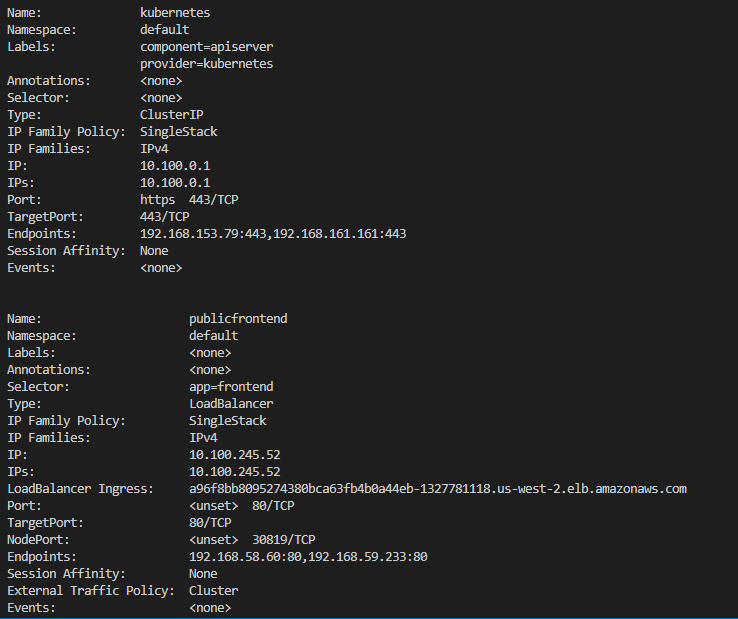 Name: kubernetes
Namespace: default
Labels: component=apiserver
provider=kubernetes
Annotations: <none>
Selector: <none>
Type: ClusterIP
IP Family Policy: SingleStack
IP Families: IPv4
IP: 10.100.0.1
IPs: 10.100.0.1
Port: https 443/TCP
TargetPort: 443/TCP
Endpoints: 192.168.153.79:443,192.168.161.161:443
Session Affinity: None
Events: <none>
Name: publicfrontend
Namespace: default
Labels: <none>
Annotations: <none>
Selector: app=frontend
Type: LoadBalancer
IP Family Policy: SingleStack
IP Families: IPv4
IP: 10.100.245.52
IPs: 10.100.245.52
LoadBalancer Ingress: a96f8bb8095274380bca63fb4b0a44eb-1327781118.us-west-2.elb.amazonaws.com
Port: <unset> 80/TCP
TargetPort: 80/TCP
NodePort: <unset> 30819/TCP
Endpoints: 192.168.58.60:80,192.168.59.233:80
Session Affinity: None
External Traffic Policy: Cluster
Events: <none>